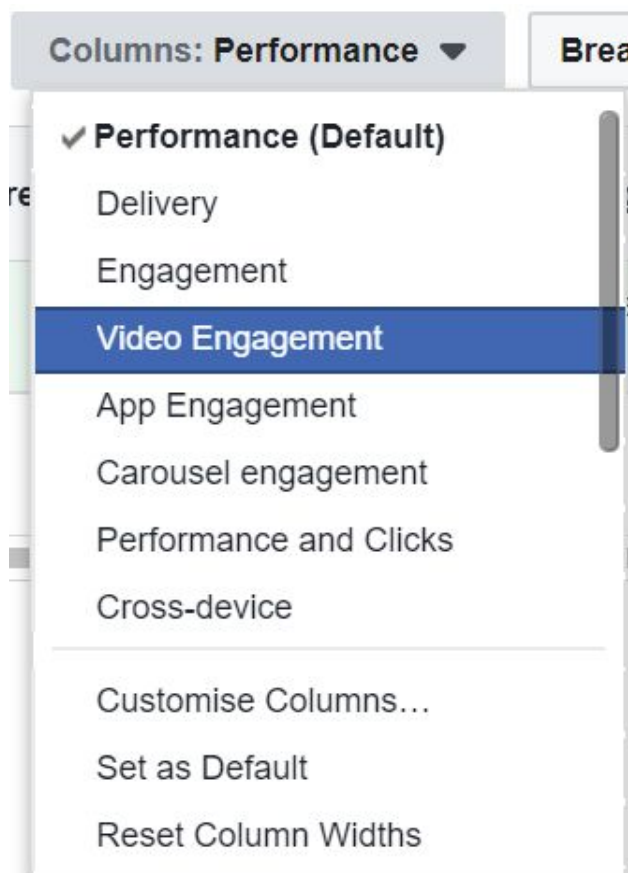 Columns: Performance
Performance (Default)
Delivery
Engagement
Video Engagement
App Engagement
Carousel engagement
Performance and Clicks
Cross-device
Customise Columns…
Set as Default
Reset Column Widths